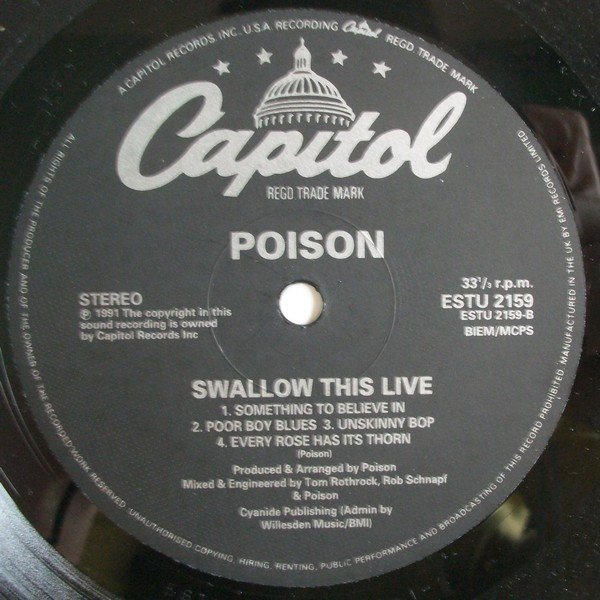 A CAPITOL RECORDS INC. U.S.A. RECORDING Capitol REGD TRADE MARK
Capitol
REGD TRADE MARK
POISON
STEREO
℗ 1991 The copyright in this
sound recording is owned
by Capitol Records Inc
33⅓ r.p.m.
ESTU 2159
ESTU 2159-B
BIEM/MCPS
SWALLOW THIS LIVE
1. SOMETHING TO BELIEVE IN
2. POOR BOY BLUES 3. UNSKINNY BOP
4. EVERY ROSE HAS ITS THORN
(Poison)
Produced & Arranged by Poison
Mixed & Engineered by Tom Rothrock, Rob Schnapf
& Poison
Cyanide Publishing (Admin by
Willesden Music/BMI)
ALL RIGHTS OF THE PRODUCER AND OF THE OWNER OF THE RECORDED WORK RESERVED. UNAUTHORISED COPYING, HIRING, RENTING, PUBLIC PERFORMANCE AND BROADCASTING OF THIS RECORD PROHIBITED. MANUFACTURED IN THE UK BY EMI RECORDS LIMITED